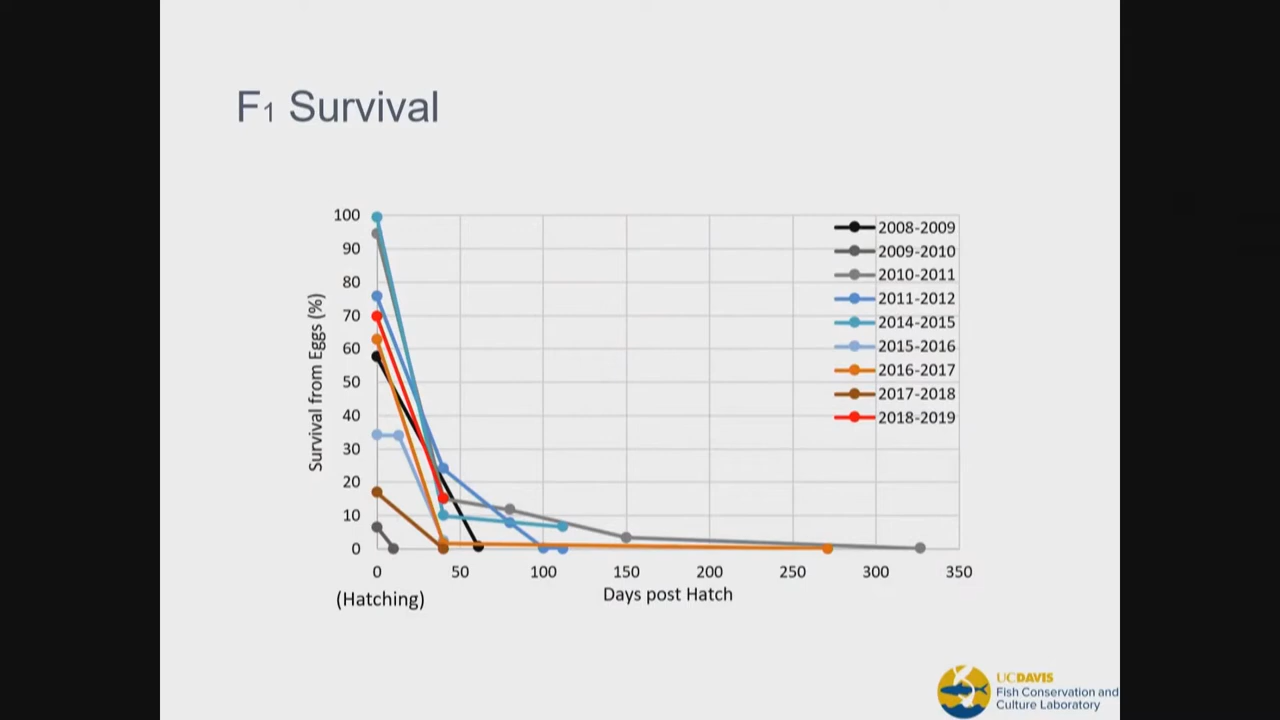 F1 Survival
100
90
80
70
60
50
40
30
20
10
0
Survival from Eggs (%)
2008-2009
2009-2010
2010-2011
2011-2012
2014-2015
2015-2016
2016-2017
2017-2018
2018-2019
0 50 100 150 200 250 300 350
(Hatching)
Days post Hatch
UCDAVIS
Fish Conservation and
Culture Laboratory